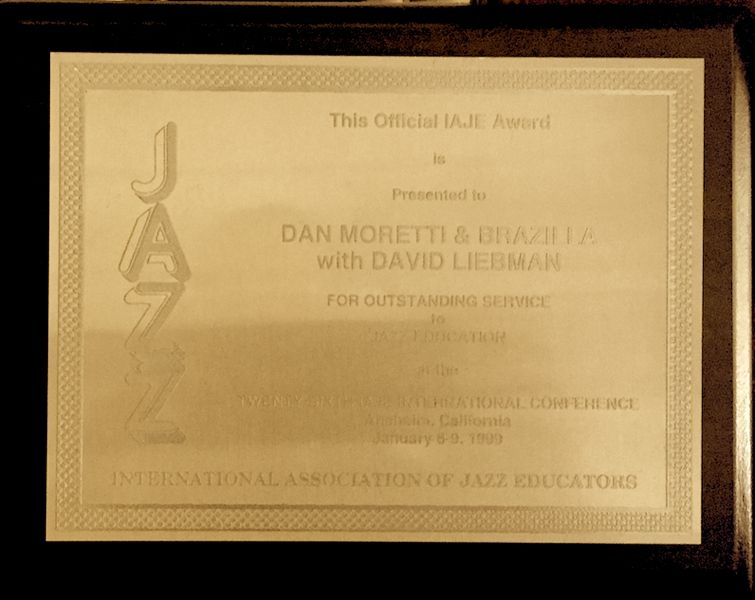 JAZZ
This Official IAJE Award
is
Presented to
DAN MORETTI & BRAZILLA
with DAVID LIEBMAN
FOR OUTSTANDING SERVICE
to
JAZZ EDUCATION
at the
INTERNATIONAL CONFERENCE
Anaheim, California
January 6-9, 1999
INTERNATIONAL ASSOCIATION OF JAZZ EDUCATORS